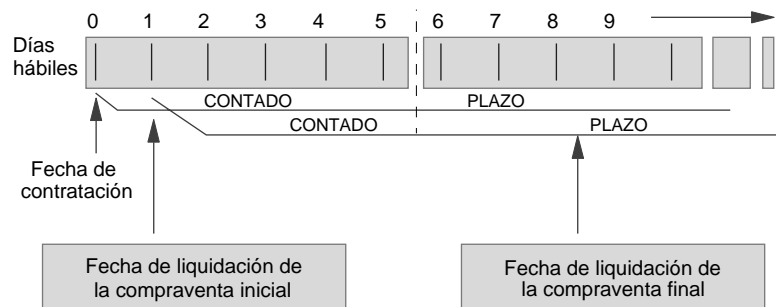 0 1 2 3 4 5 6 7 8 9
Días
hábiles
CONTADO PLAZO
CONTADO PLAZO
Fecha de
contratación
Fecha de liquidación de
la compraventa inicial
Fecha de liquidación de
la compraventa final